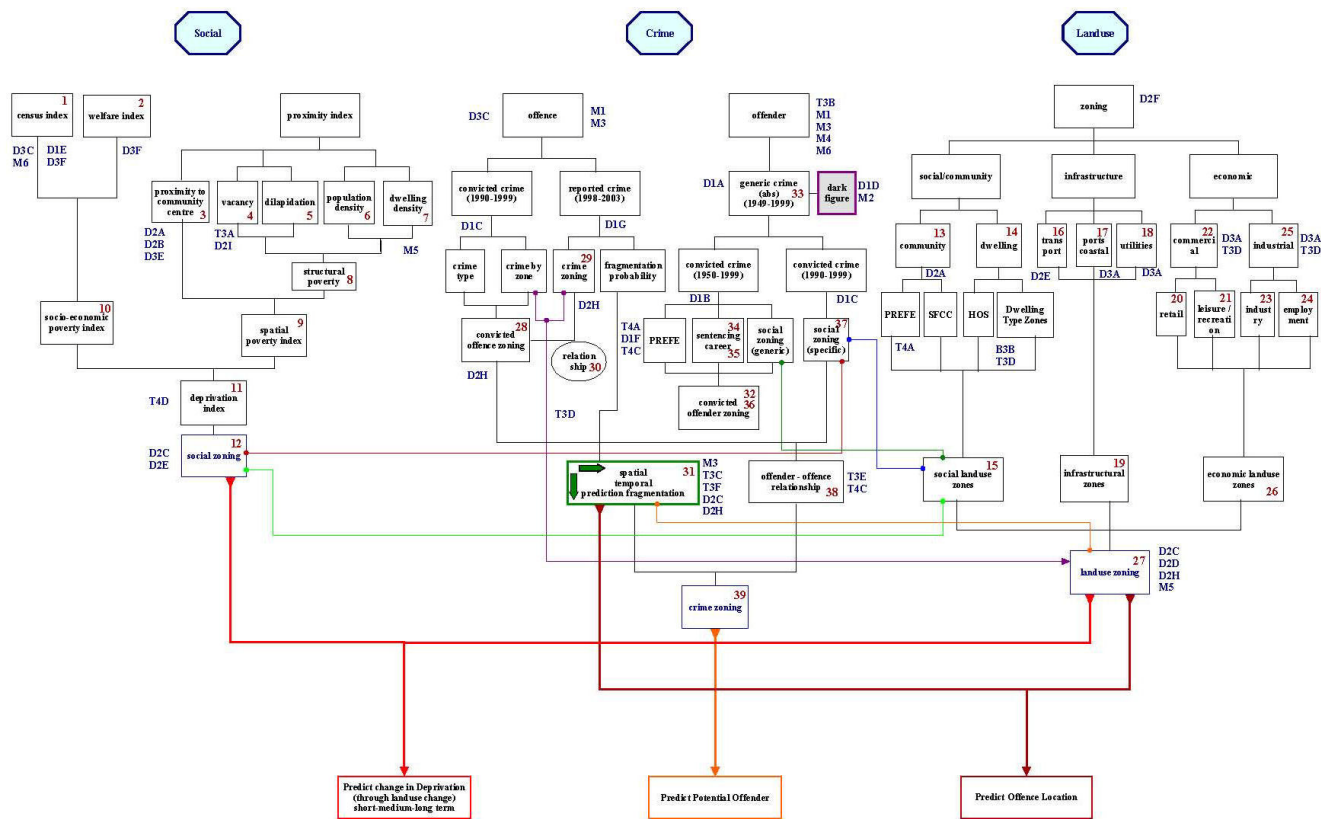 Social
Crime
Landuse
1
census index
2
welfare index
proximity index
D3C
offence
M1
M3
offender
T3B
M1
M3
M4
M6
zoning
D2F
D3C
M6
D1E
D3F
D3F
proximity to
community
centre 3
vacancy
4
dilapidation
5
population
density
6
dwelling
density
7
D2A
D2B
D3E
T3A
D2I
M5
structural
poverty
8
convicted crime
(1990-1999)
reported crime
(1998-2003)
D1A
generic crime
(abs) 33
(1949-1999)
dark
figure
D1D
M2
social/community
infrastructure
economic
D1C
D1G
crime
type
crime by
zone
29
crime
zoning
fragmentation
probability
convicted crime
(1950-1999)
convicted crime
(1990-1999)
13
community
14
dwelling
16
trans
port
17
ports
coastal
18
utilities
22
commerci
al
D3A
T3D
25
industrial
D3A
T3D
D2A
D2E
D3A
D3A
D2H
D1B
D1C
10
socio-economic
poverty index
9
spatial
poverty index
28
convicted
offence zoning
relation
ship 30
T4A
D1F
T4C
PREFE
34
sentencing
career
35
social
zoning
(generic)
37
social
zoning
(specific)
PREFE
SFCC
HOS
Dwelling
Type Zones
20
retail
21
leisure /
recreati
on
23
indust
ry
24
employ
ment
T4A
B3B
T3D
D2H
T4D
11
deprivation
index
32
convicted 36
offender zoning
T3D
D2C
D2E
12
social zoning
31
spatial
temporal
prediction fragmentation
M3
T3C
T3F
D2C
D2H
offender - offence
relationship
38
T3E
T4C
15
social landuse
zones
19
infrastructural
zones
economic landuse
zones
26
27
landuse zoning
D2C
D2D
D2H
M5
39
crime zoning
Predict change in Deprivation
(through landuse change)
short-medium-long term
Predict Potential Offender
Predict Offence Location